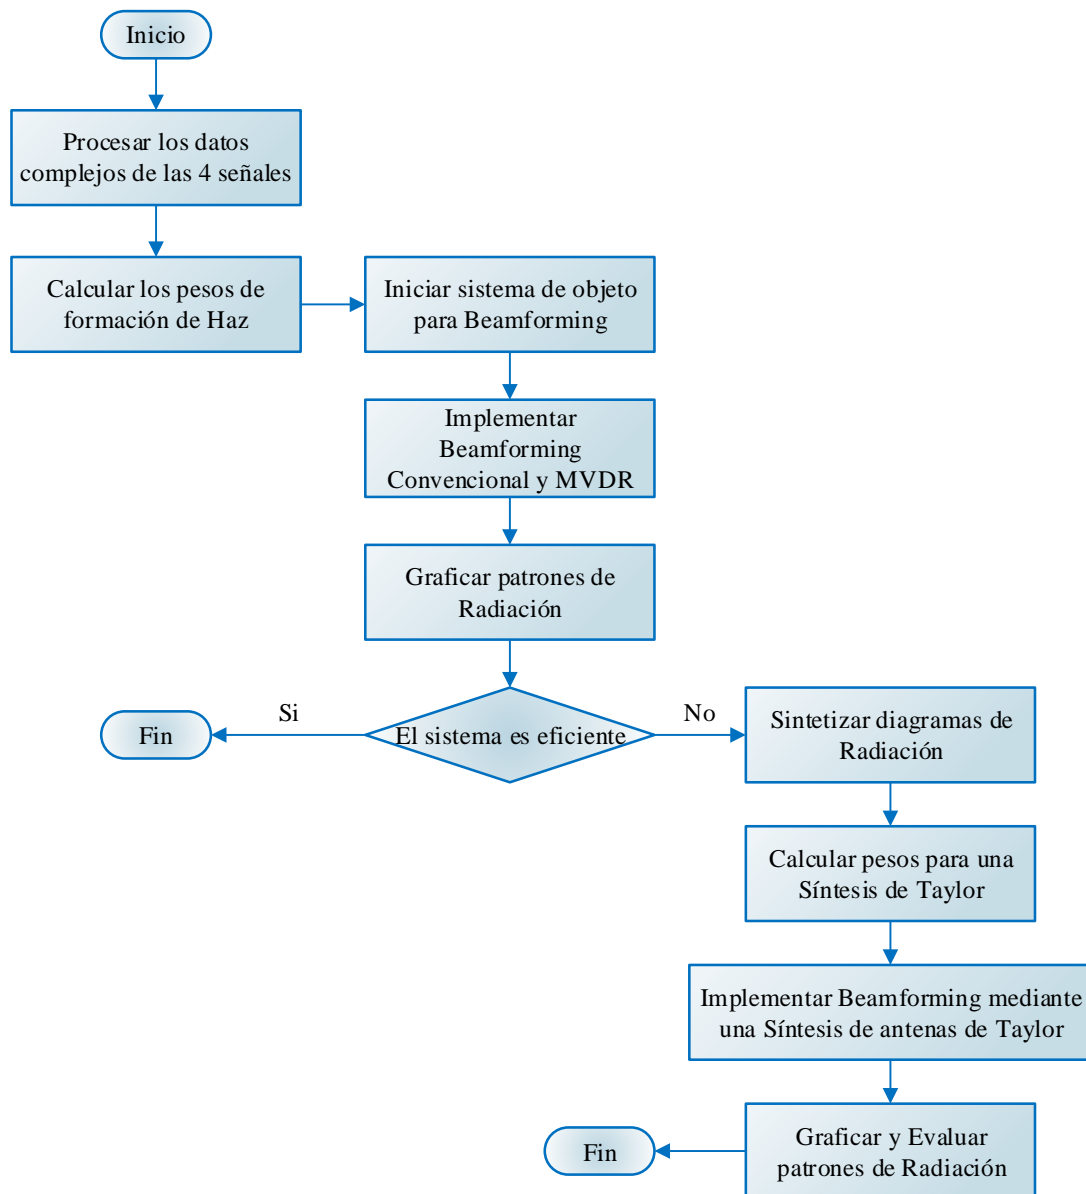 Inicio
Procesar los datos
complejos de las 4 señales
Calcular los pesos de
formación de Haz
Iniciar sistema de objeto
para Beamforming
Implementar
Beamforming
Convencional y MVDR
Graficar patrones de
Radiación
El sistema es eficiente
Si
Fin
No
Sintetizar diagramas de
Radiación
Calcular pesos para una
Síntesis de Taylor
Implementar Beamforming mediante
una Síntesis de antenas de Taylor
Graficar y Evaluar
patrones de Radiación
Fin